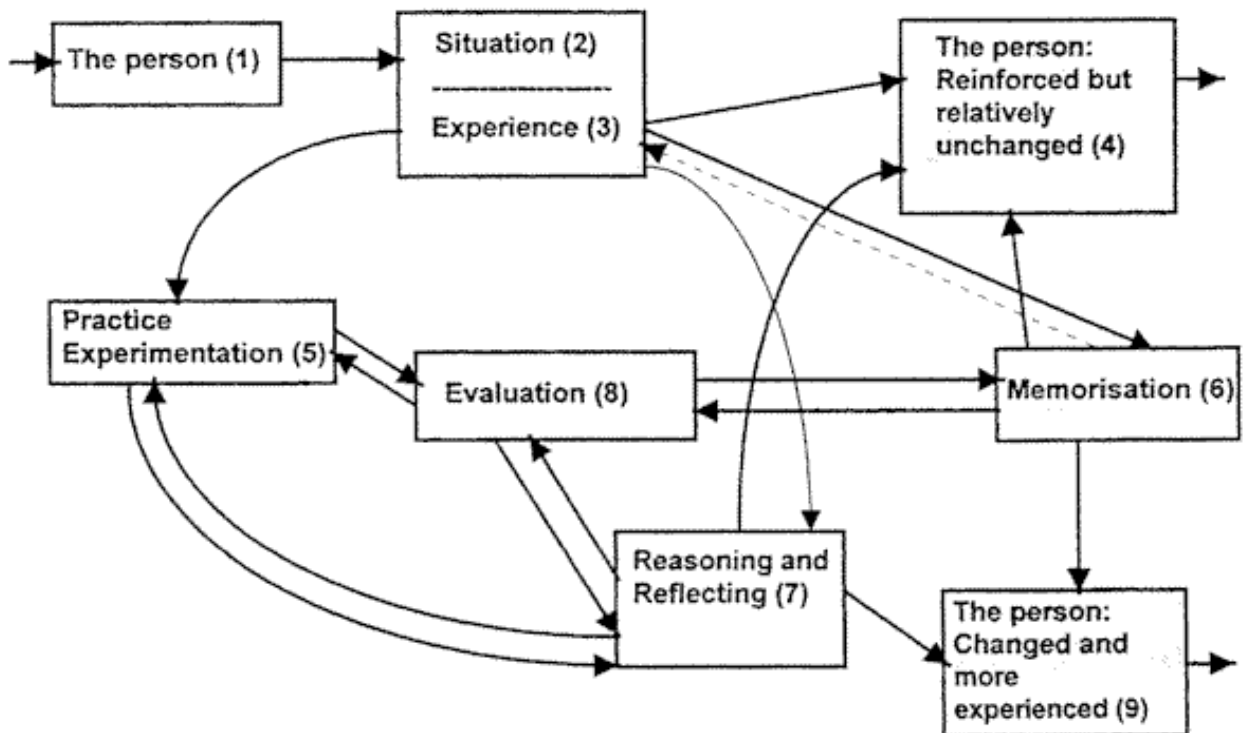 The person (1)
Situation (2)
Experience (3)
The person:
Reinforced but
relatively
unchanged (4)
Practice
Experimentation (5)
Evaluation (8)
Memorisation (6)
Reasoning and
Reflecting (7)
The person:
Changed and
more
experienced (9)